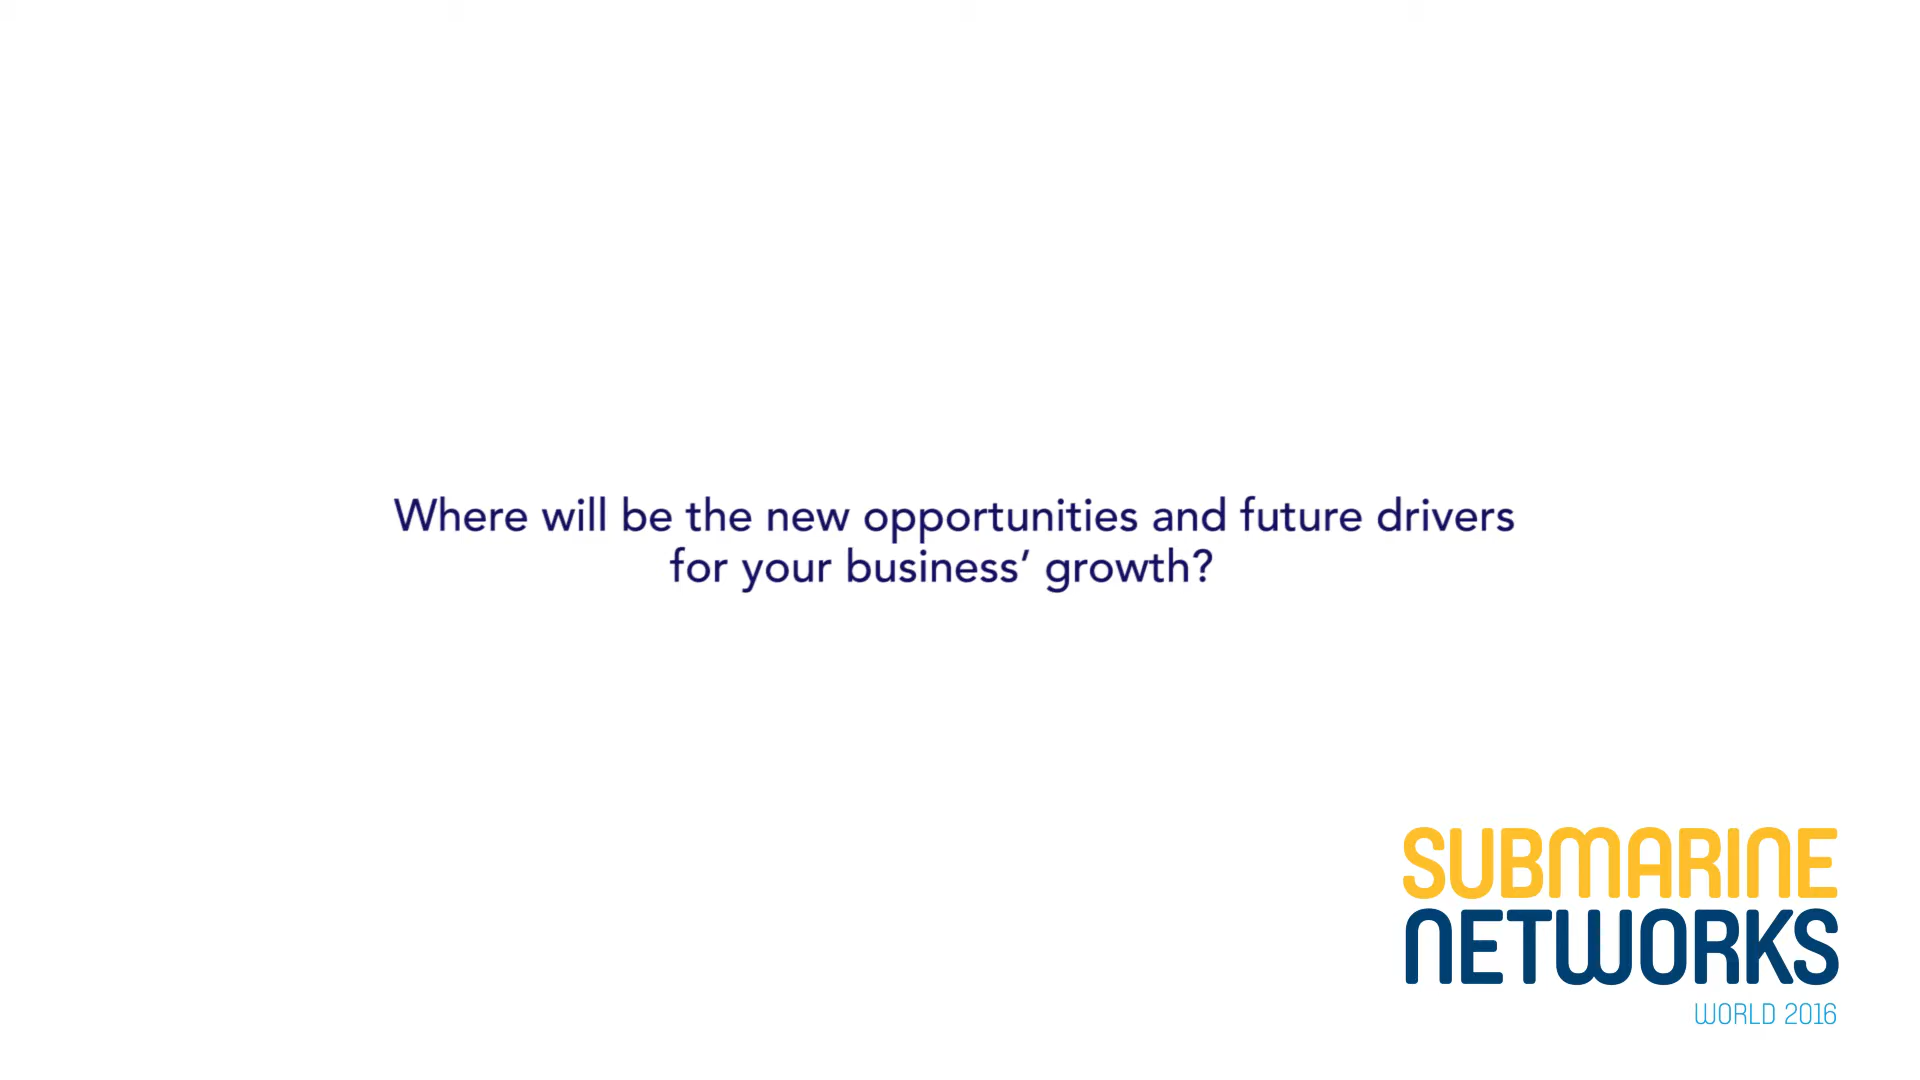 Where will be the new opportunities and future drivers
for your business’ growth?
SUBMARINE
NETWORKS
WORLD 2016